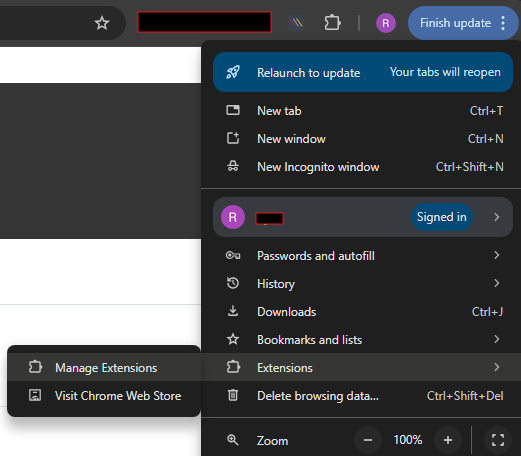 Finish update
Relaunch to update Your tabs will reopen
New tab Ctrl+T
New window Ctrl+N
New Incognito window Ctrl+Shift+N
R Signed in
Passwords and autofill
History
Downloads Ctrl+J
Bookmarks and lists
Manage Extensions Extensions
Visit Chrome Web Store Delete browsing data... Ctrl+Shift+Del
Zoom − 100% +